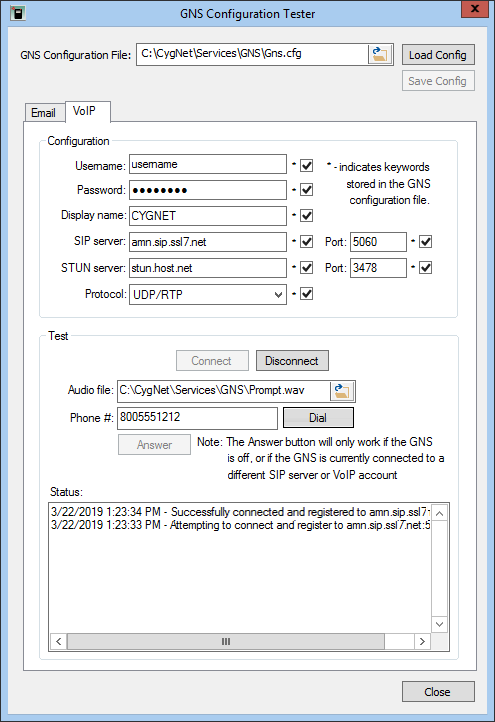 GNS Configuration Tester
GNS Configuration File: C:\CygNet\Services\GNS\Gns.cfg Load Config
Save Config
Email VoIP
Configuration
Username: username * * - indicates keywords
Password: ●●●●●●●● * stored in the GNS
Display name: CYGNET * configuration file.
SIP server: amn.sip.ssl7.net * Port: 5060 *
STUN server: stun.host.net * Port: 3478 *
Protocol: UDP/RTP *
Test
Connect Disconnect
Audio file: C:\CygNet\Services\GNS\Prompt.wav
Phone #: 8005551212 Dial
Answer Note: The Answer button will only work if the GNS
is off, or if the GNS is currently connected to a
different SIP server or VoIP account
Status:
3/22/2019 1:23:34 PM - Successfully connected and registered to amn.sip.ssl7
3/22/2019 1:23:33 PM - Attempting to connect and register to amn.sip.ssl7.net:5
Close